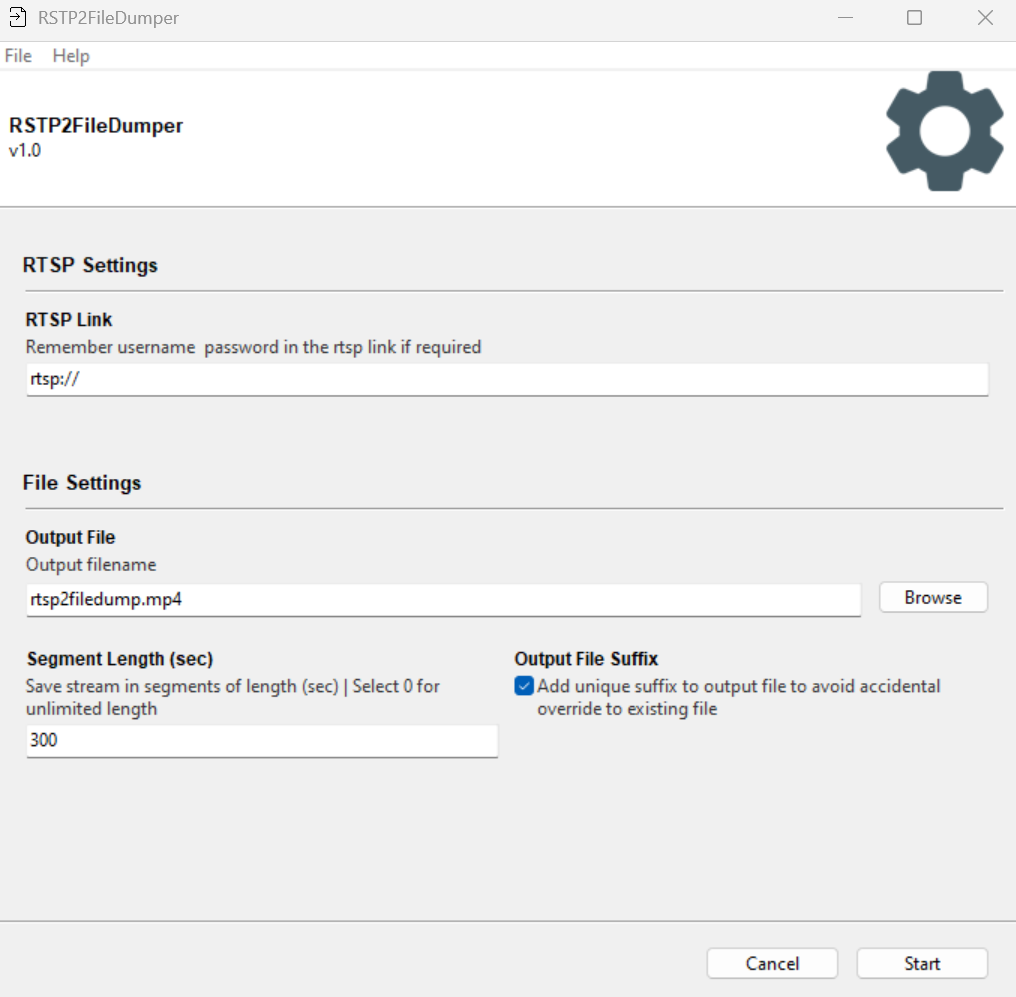 RSTP2FileDumper
File Help
RSTP2FileDumper
v1.0
RTSP Settings
RTSP Link
Remember username  password in the rtsp link if required
rtsp://
File Settings
Output File
Output filename
rtsp2filedump.mp4
Browse
Segment Length (sec)
Save stream in segments of length (sec) | Select 0 for
unlimited length
300
Output File Suffix
Add unique suffix to output file to avoid accidental
override to existing file
Cancel
Start